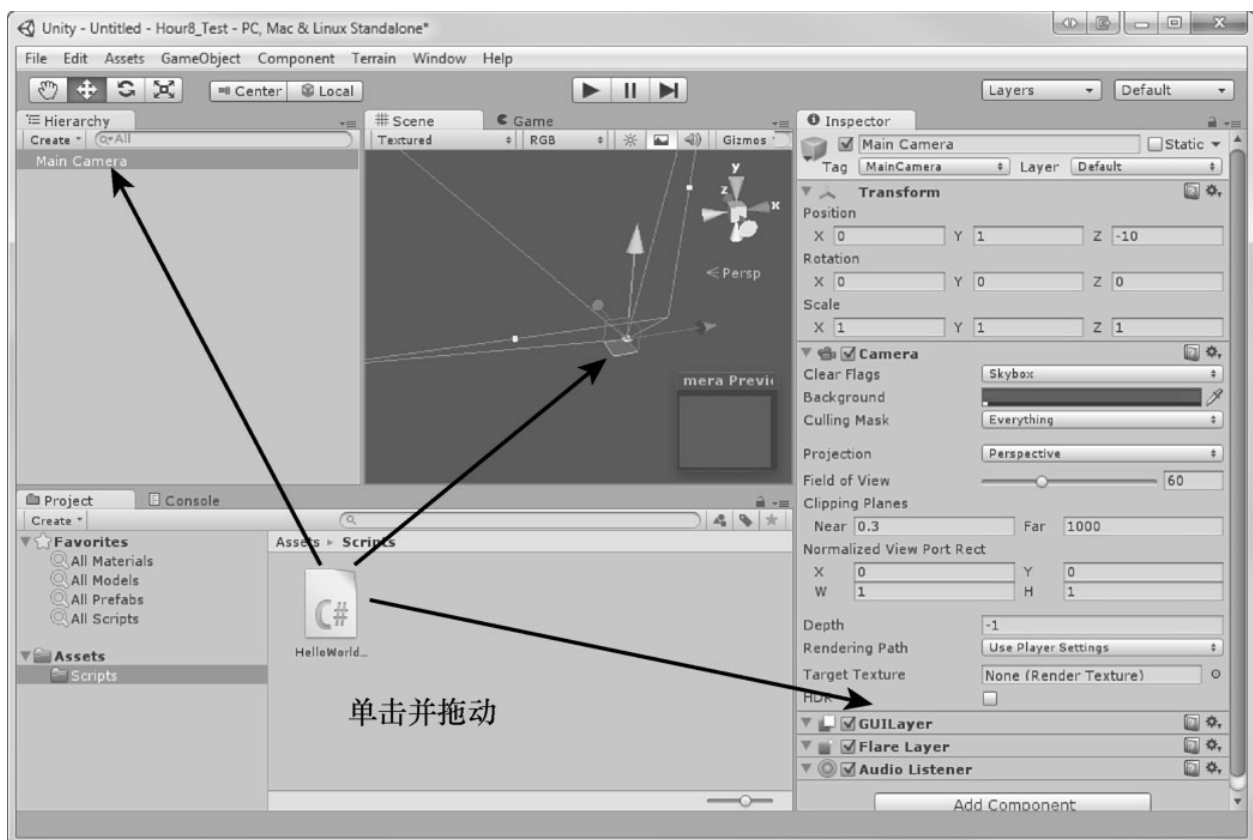 Unity - Untitled - Hour8_Test - PC, Mac & Linux Standalone*
File Edit Assets GameObject Component Terrain Window Help
Center Local Layers Default
Hierarchy
Create All
Main Camera
Scene Game
Textured RGB Gizmos
y
z x
Persp
mera Previ
Project Console
Create
Favorites
All Materials
All Models
All Prefabs
All Scripts
Assets
Scripts
Assets Scripts
C#
HelloWorld...
单击并拖动
Inspector
Main Camera Static
Tag MainCamera Layer Default
Transform
Position
X 0 Y 1 Z -10
Rotation
X 0 Y 0 Z 0
Scale
X 1 Y 1 Z 1
Camera
Clear Flags Skybox
Background
Culling Mask Everything
Projection Perspective
Field of View 60
Clipping Planes
Near 0.3 Far 1000
Normalized View Port Rect
X 0 Y 0
W 1 H 1
Depth -1
Rendering Path Use Player Settings
Target Texture None (Render Texture)
HDR
GUILayer
Flare Layer
Audio Listener
Add Component